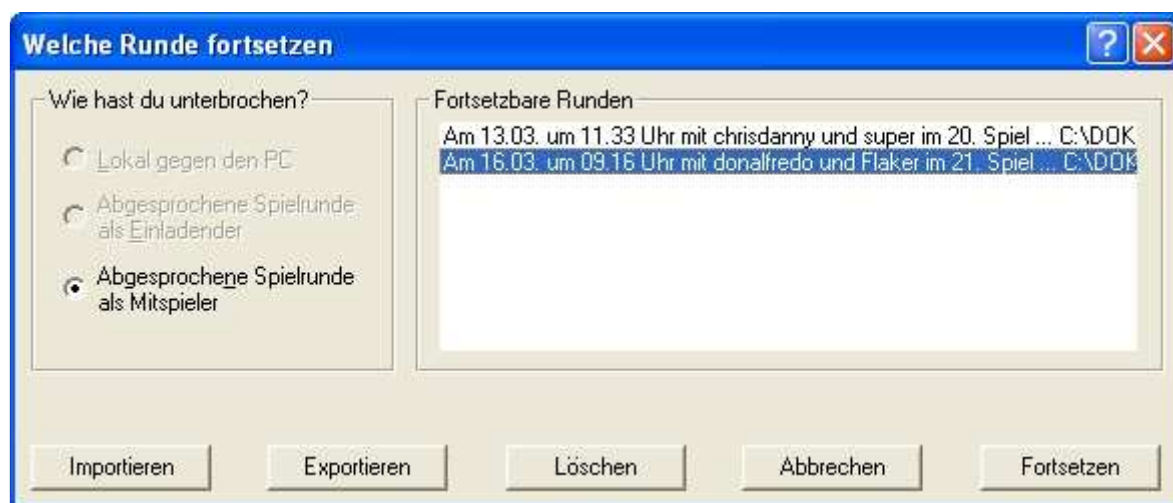 Welche Runde fortsetzen
Wie hast du unterbrochen?
Lokal gegen den PC
Abgesprochene Spielrunde
als Einladender
Abgesprochene Spielrunde
als Mitspieler
Fortsetzbare Runden
Am 13.03. um 11.33 Uhr mit chrisdanny und super im 20. Spiel ... C:\DOK
Am 16.03. um 09.16 Uhr mit donalfredo und Flaker im 21. Spiel ... C:\DOK
Importieren
Exportieren
Löschen
Abbrechen
Fortsetzen